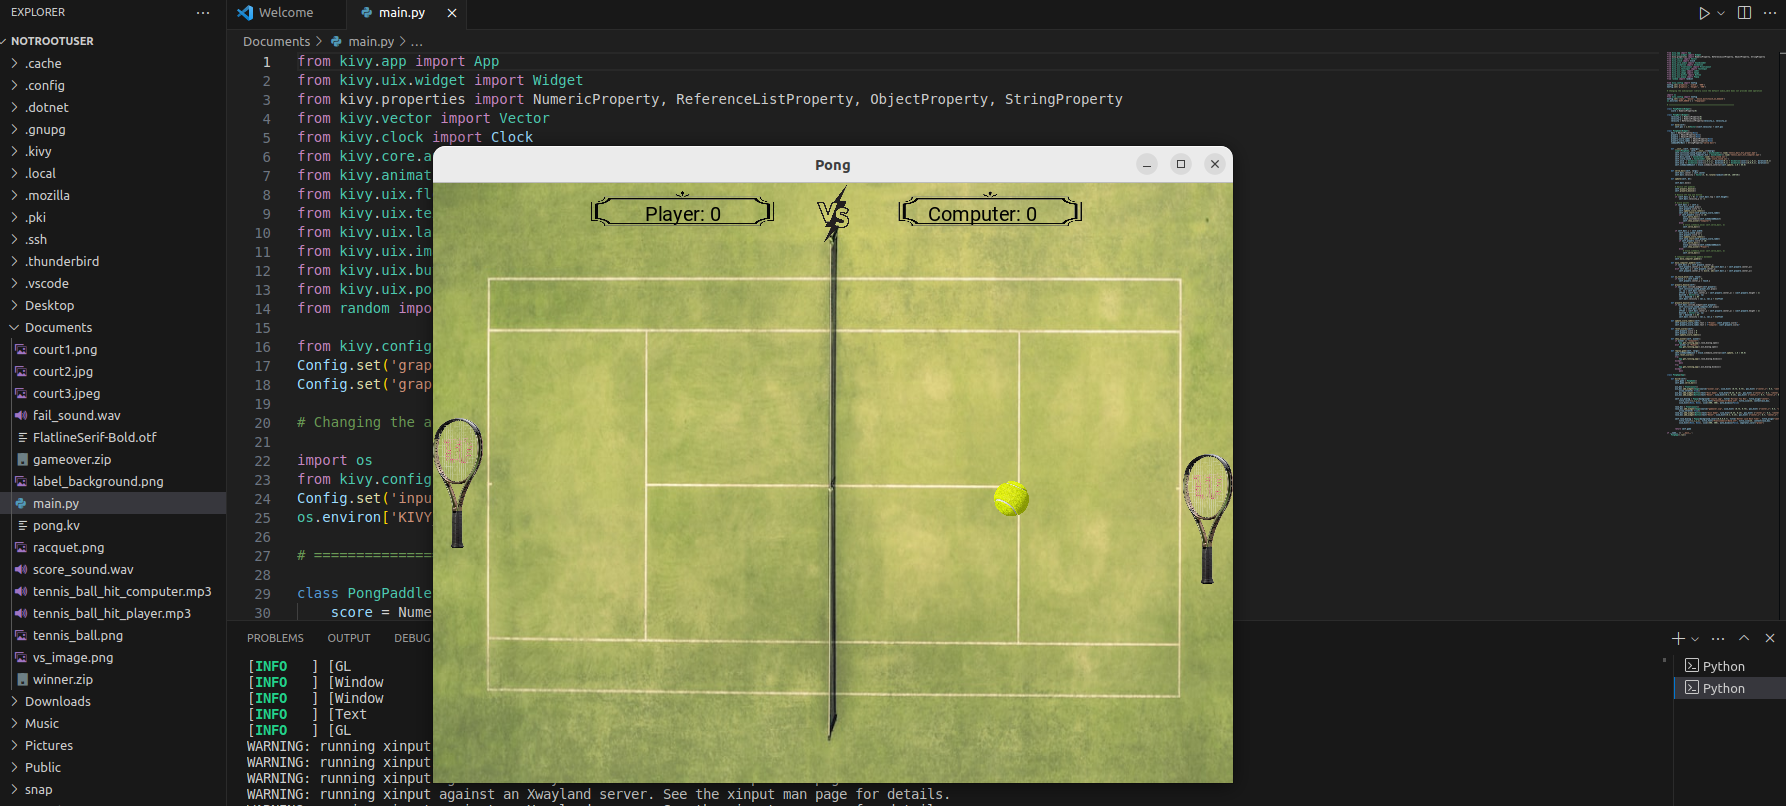 EXPLORER
Welcome
main.py
NOTROOTUSER
.cache
.config
.dotnet
.gnupg
.kivy
.local
.mozilla
.pki
.ssh
.thunderbird
.vscode
Desktop
Documents
court1.png
court2.jpg
court3.jpeg
fail_sound.wav
FlatlineSerif-Bold.otf
gameover.zip
label_background.png
main.py
pong.kv
racquet.png
score_sound.wav
tennis_ball_hit_computer.mp3
tennis_ball_hit_player.mp3
tennis_ball.png
vs_image.png
winner.zip
Downloads
Music
Pictures
Public
snap
Documents > main.py > ...
1 from kivy.app import App
2 from kivy.uix.widget import Widget
3 from kivy.properties import NumericProperty, ReferenceListProperty, ObjectProperty, StringProperty
4 from kivy.vector import Vector
5 from kivy.clock import Clock
6 from kivy.core.a
7 from kivy.animat
8 from kivy.uix.fl
9 from kivy.uix.te
10 from kivy.uix.la
11 from kivy.uix.im
12 from kivy.uix.bu
13 from kivy.uix.po
14 from random impo
15
16 from kivy.config
17 Config.set('grap
18 Config.set('grap
19
20 # Changing the a
21
22 import os
23 from kivy.config
24 Config.set('inpu
25 os.environ['KIVY
26
27 # ==============
28
29 class PongPaddle
30 score = Nume
Pong
Player: 0
VS
Computer: 0
PROBLEMS OUTPUT DEBUG
[INFO ] [GL
[INFO ] [Window
[INFO ] [Window
[INFO ] [Text
[INFO ] [GL
WARNING: running xinput
WARNING: running xinput
WARNING: running xinput
WARNING: running xinput against an Xwayland server. See the xinput man page for details.
Python
Python